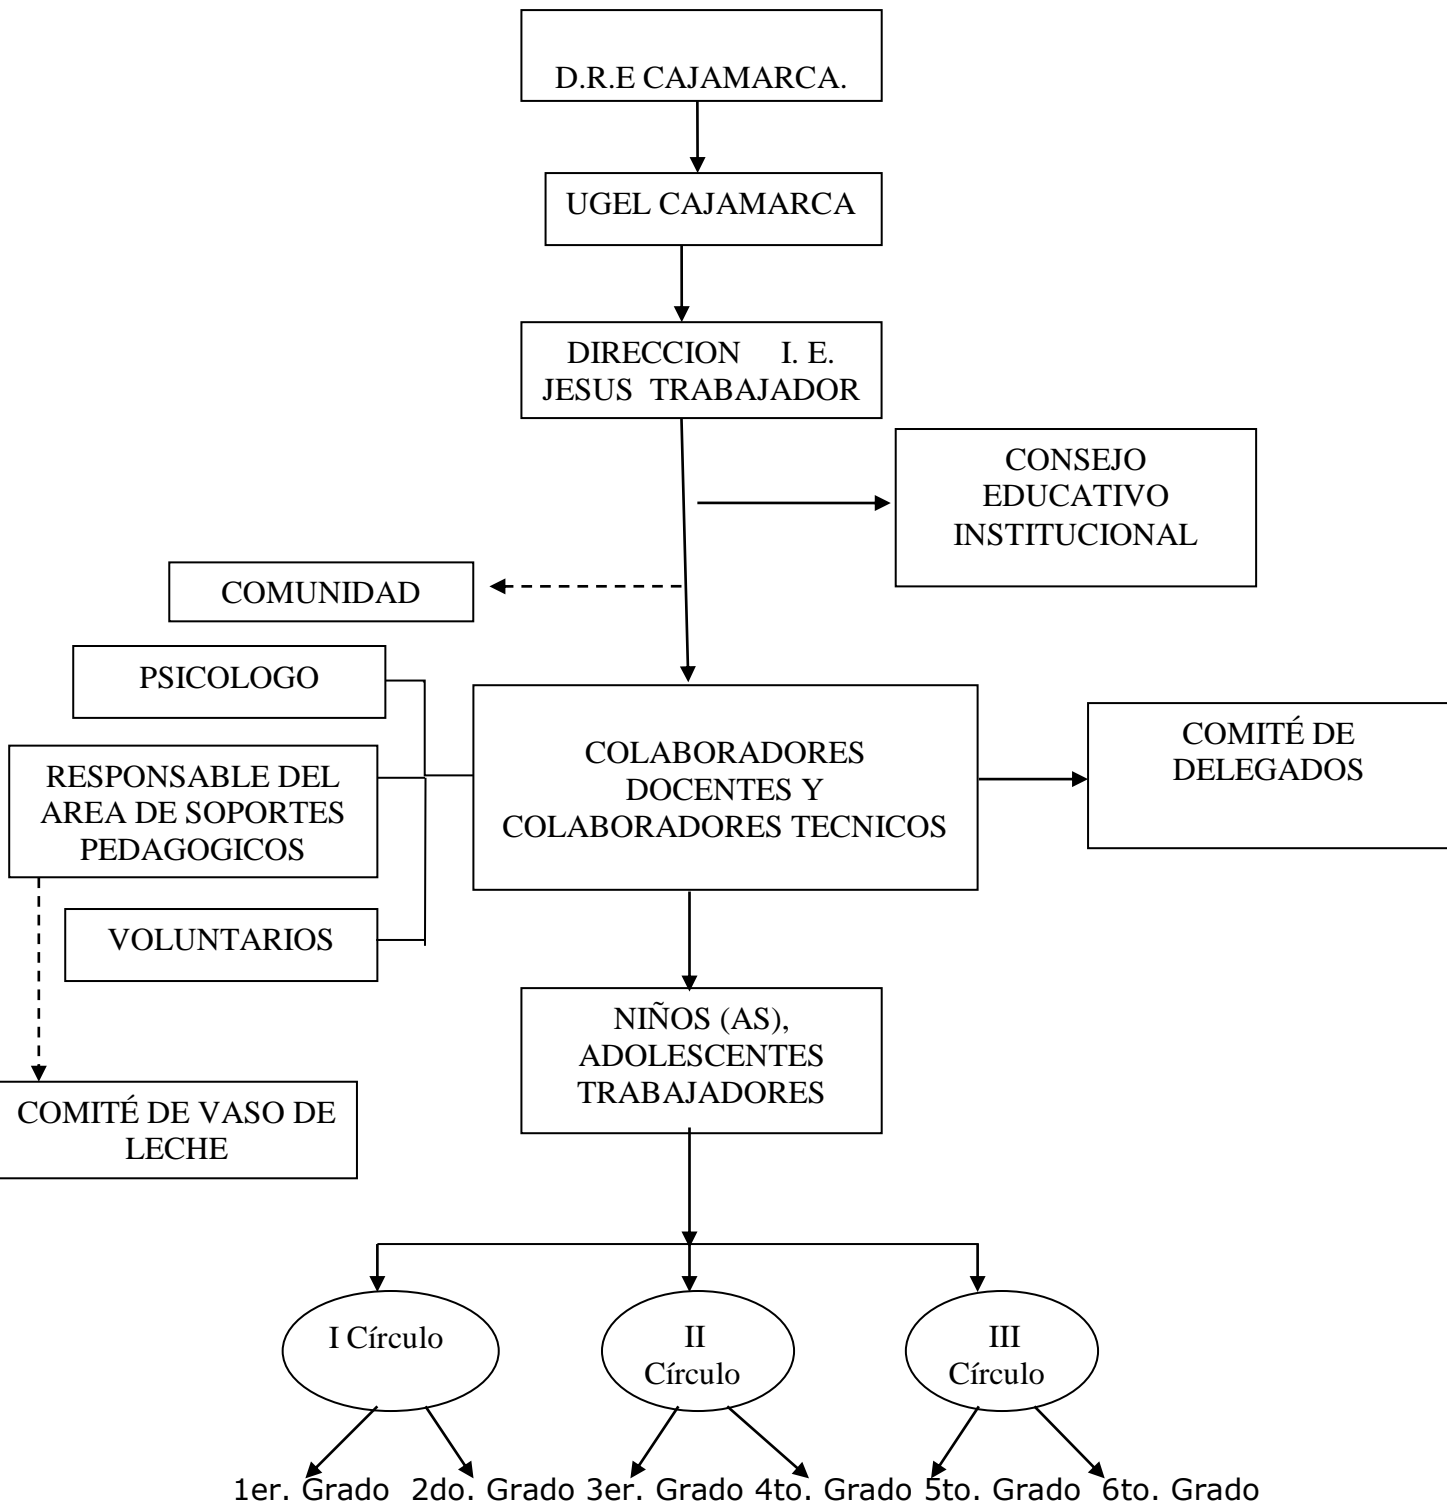 D.R.E CAJAMARCA.
UGEL CAJAMARCA
DIRECCION I. E.
JESUS TRABAJADOR
CONSEJO
EDUCATIVO
INSTITUCIONAL
COMUNIDAD
PSICOLOGO
RESPONSABLE DEL
AREA DE SOPORTES
PEDAGOGICOS
VOLUNTARIOS
COLABORADORES
DOCENTES Y
COLABORADORES TECNICOS
COMITÉ DE
DELEGADOS
NIÑOS (AS),
ADOLESCENTES
TRABAJADORES
COMITÉ DE VASO DE
LECHE
I Círculo
II
Círculo
III
Círculo
1er. Grado 2do. Grado 3er. Grado 4to. Grado 5to. Grado 6to. Grado